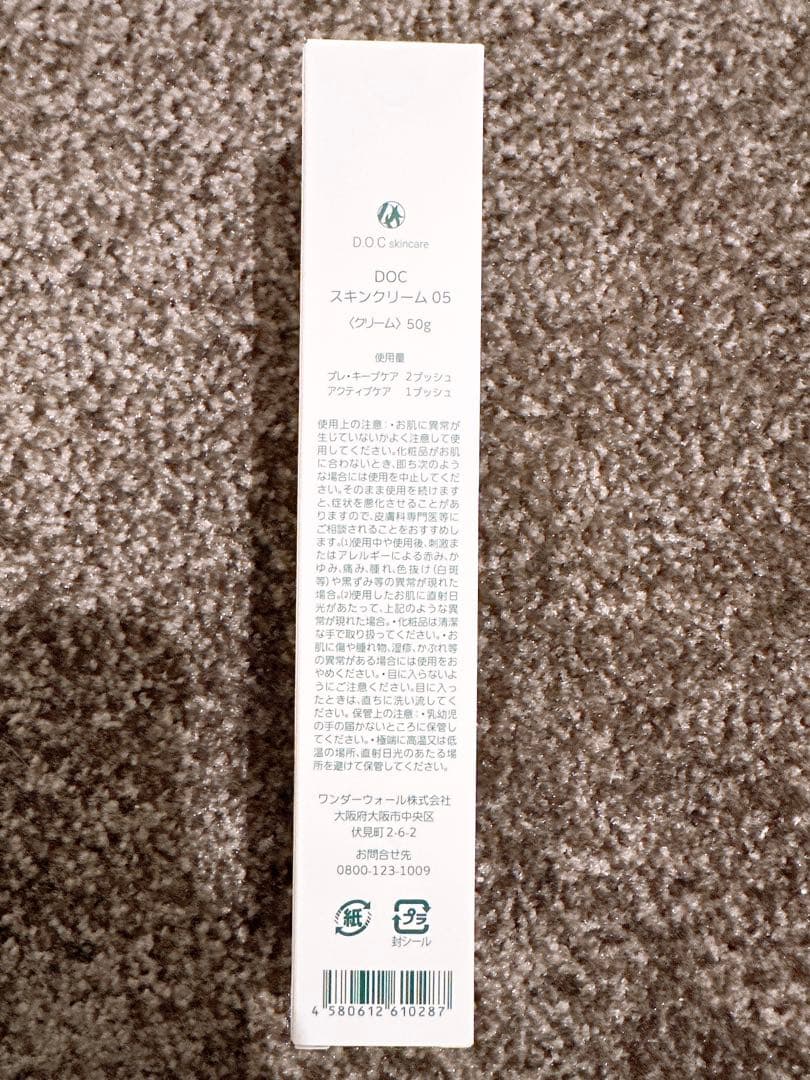 D.O.C skincare
DOC
スキンクリーム 05
〈クリーム〉50g
使用量
プレ・キープケア 2プッシュ
アクティブケア 1プッシュ
使用上の注意:・お肌に異常が
生じていないかよく注意して使
用してください。化粧品がお肌
に合わないとき、即ち次のよう
な場合には使用を中止してくだ
さい。そのまま使用を続けます
と、症状を悪化させることがあ
りますので、皮膚科専門医等に
ご相談されることをおすすめし
ます。(1)使用中や使用後、刺激ま
たはアレルギーによる赤み、か
ゆみ、痛み、腫れ、色抜け(白斑
等)や黒ずみ等の異常が現れた
場合。(2)使用したお肌に直射日
光があたって、上記のような異
常が現れた場合。・化粧品は清潔
な手で取り扱ってください。・お
肌に傷や腫れ物、湿疹、かぶれ等
の異常がある場合には使用をお
やめください。・目に入らないよ
うにご注意ください。目に入っ
たときは、直ちに洗い流してく
ださい。保管上の注意:・乳幼児
の手の届かないところに保管し
てください。・極端に高温又は低
温の場所、直射日光のあたる場
所を避けて保管してください。
ワンダーウォール株式会社
大阪府大阪市中央区
伏見町2-6-2
お問合せ先
0800-123-1009
紙 プラ
封シール
4 580612 610287